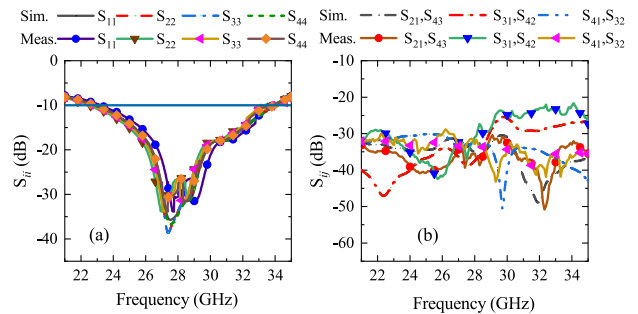 Sim. S11 S22 S33 S44
Meas. S11 S22 S33 S44
Sim. S21,S43 S31,S42 S41,S32
Meas. S21,S43 S31,S42 S41,S32
0
-10
-20
-30
-40
Sii (dB)
(a)
22 24 26 28 30 32 34
Frequency (GHz)
-10
-20
-30
-40
-50
-60
Sij (dB)
(b)
22 24 26 28 30 32 34
Frequency (GHz)